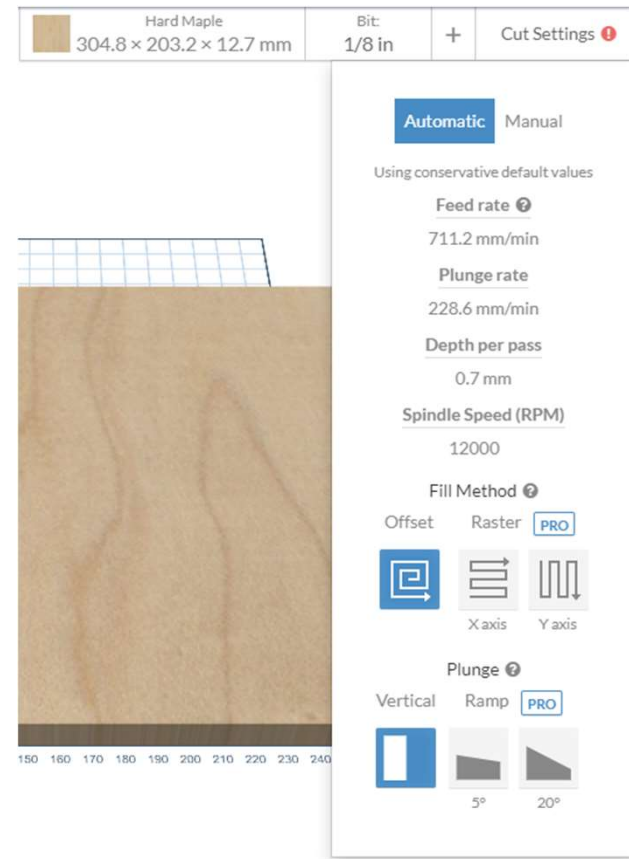 Hard Maple
304.8 × 203.2 × 12.7 mm
Bit:
1/8 in
+
Cut Settings
Automatic
Manual
Using conservative default values
Feed rate
711.2 mm/min
Plunge rate
228.6 mm/min
Depth per pass
0.7 mm
Spindle Speed (RPM)
12000
Fill Method
Offset
Raster PRO
X axis
Y axis
Plunge
Vertical
Ramp PRO
5°
20°
150 160 170 180 190 200 210 220 230 240